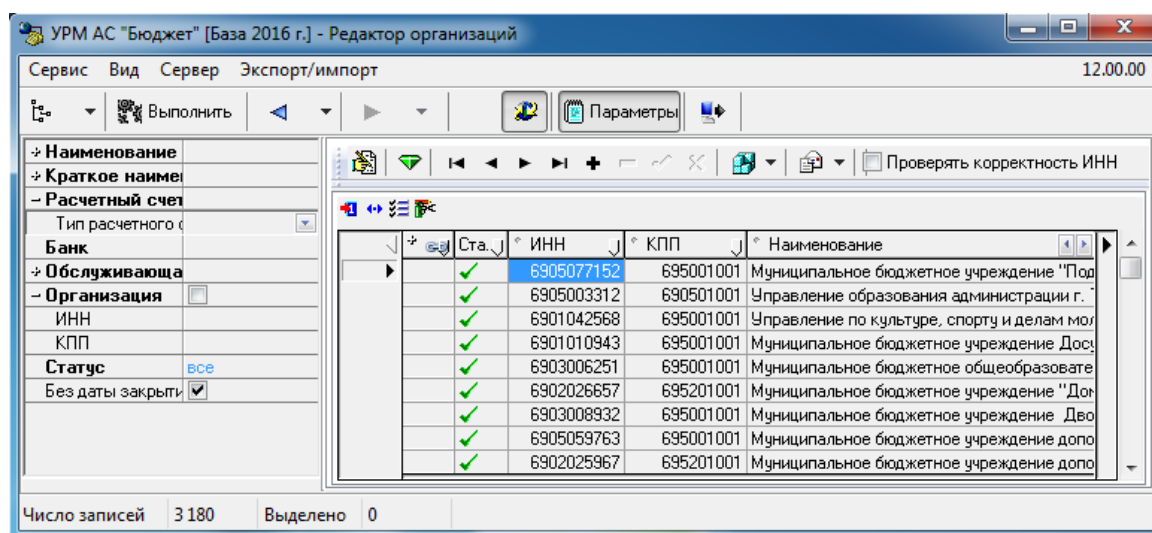 УРМ АС "Бюджет" [База 2016 г.] - Редактор организаций
Сервис Вид Сервер Экспорт/импорт 12.00.00
Выполнить Параметры
Проверять корректность ИНН
Наименование
Краткое наимен
Расчетный счет
Тип расчетного с
Банк
Обслуживающа
Организация
ИНН
КПП
Статус все
Без даты закрыти
Ста. ИНН КПП Наименование
6905077152 695001001 Муниципальное бюджетное учреждение "Под
6905003312 690501001 Управление образования администрации г.
6901042568 695001001 Управление по культуре, спорту и делам мол
6901010943 695001001 Муниципальное бюджетное учреждение Досу
6903006251 695001001 Муниципальное бюджетное общеобразовате
6902026657 695201001 Муниципальное бюджетное учреждение "Дом
6903008932 695001001 Муниципальное бюджетное учреждение Дво
6905059763 695001001 Муниципальное бюджетное учреждение допо
6902025967 695201001 Муниципальное бюджетное учреждение допо
Число записей 3 180 Выделено 0